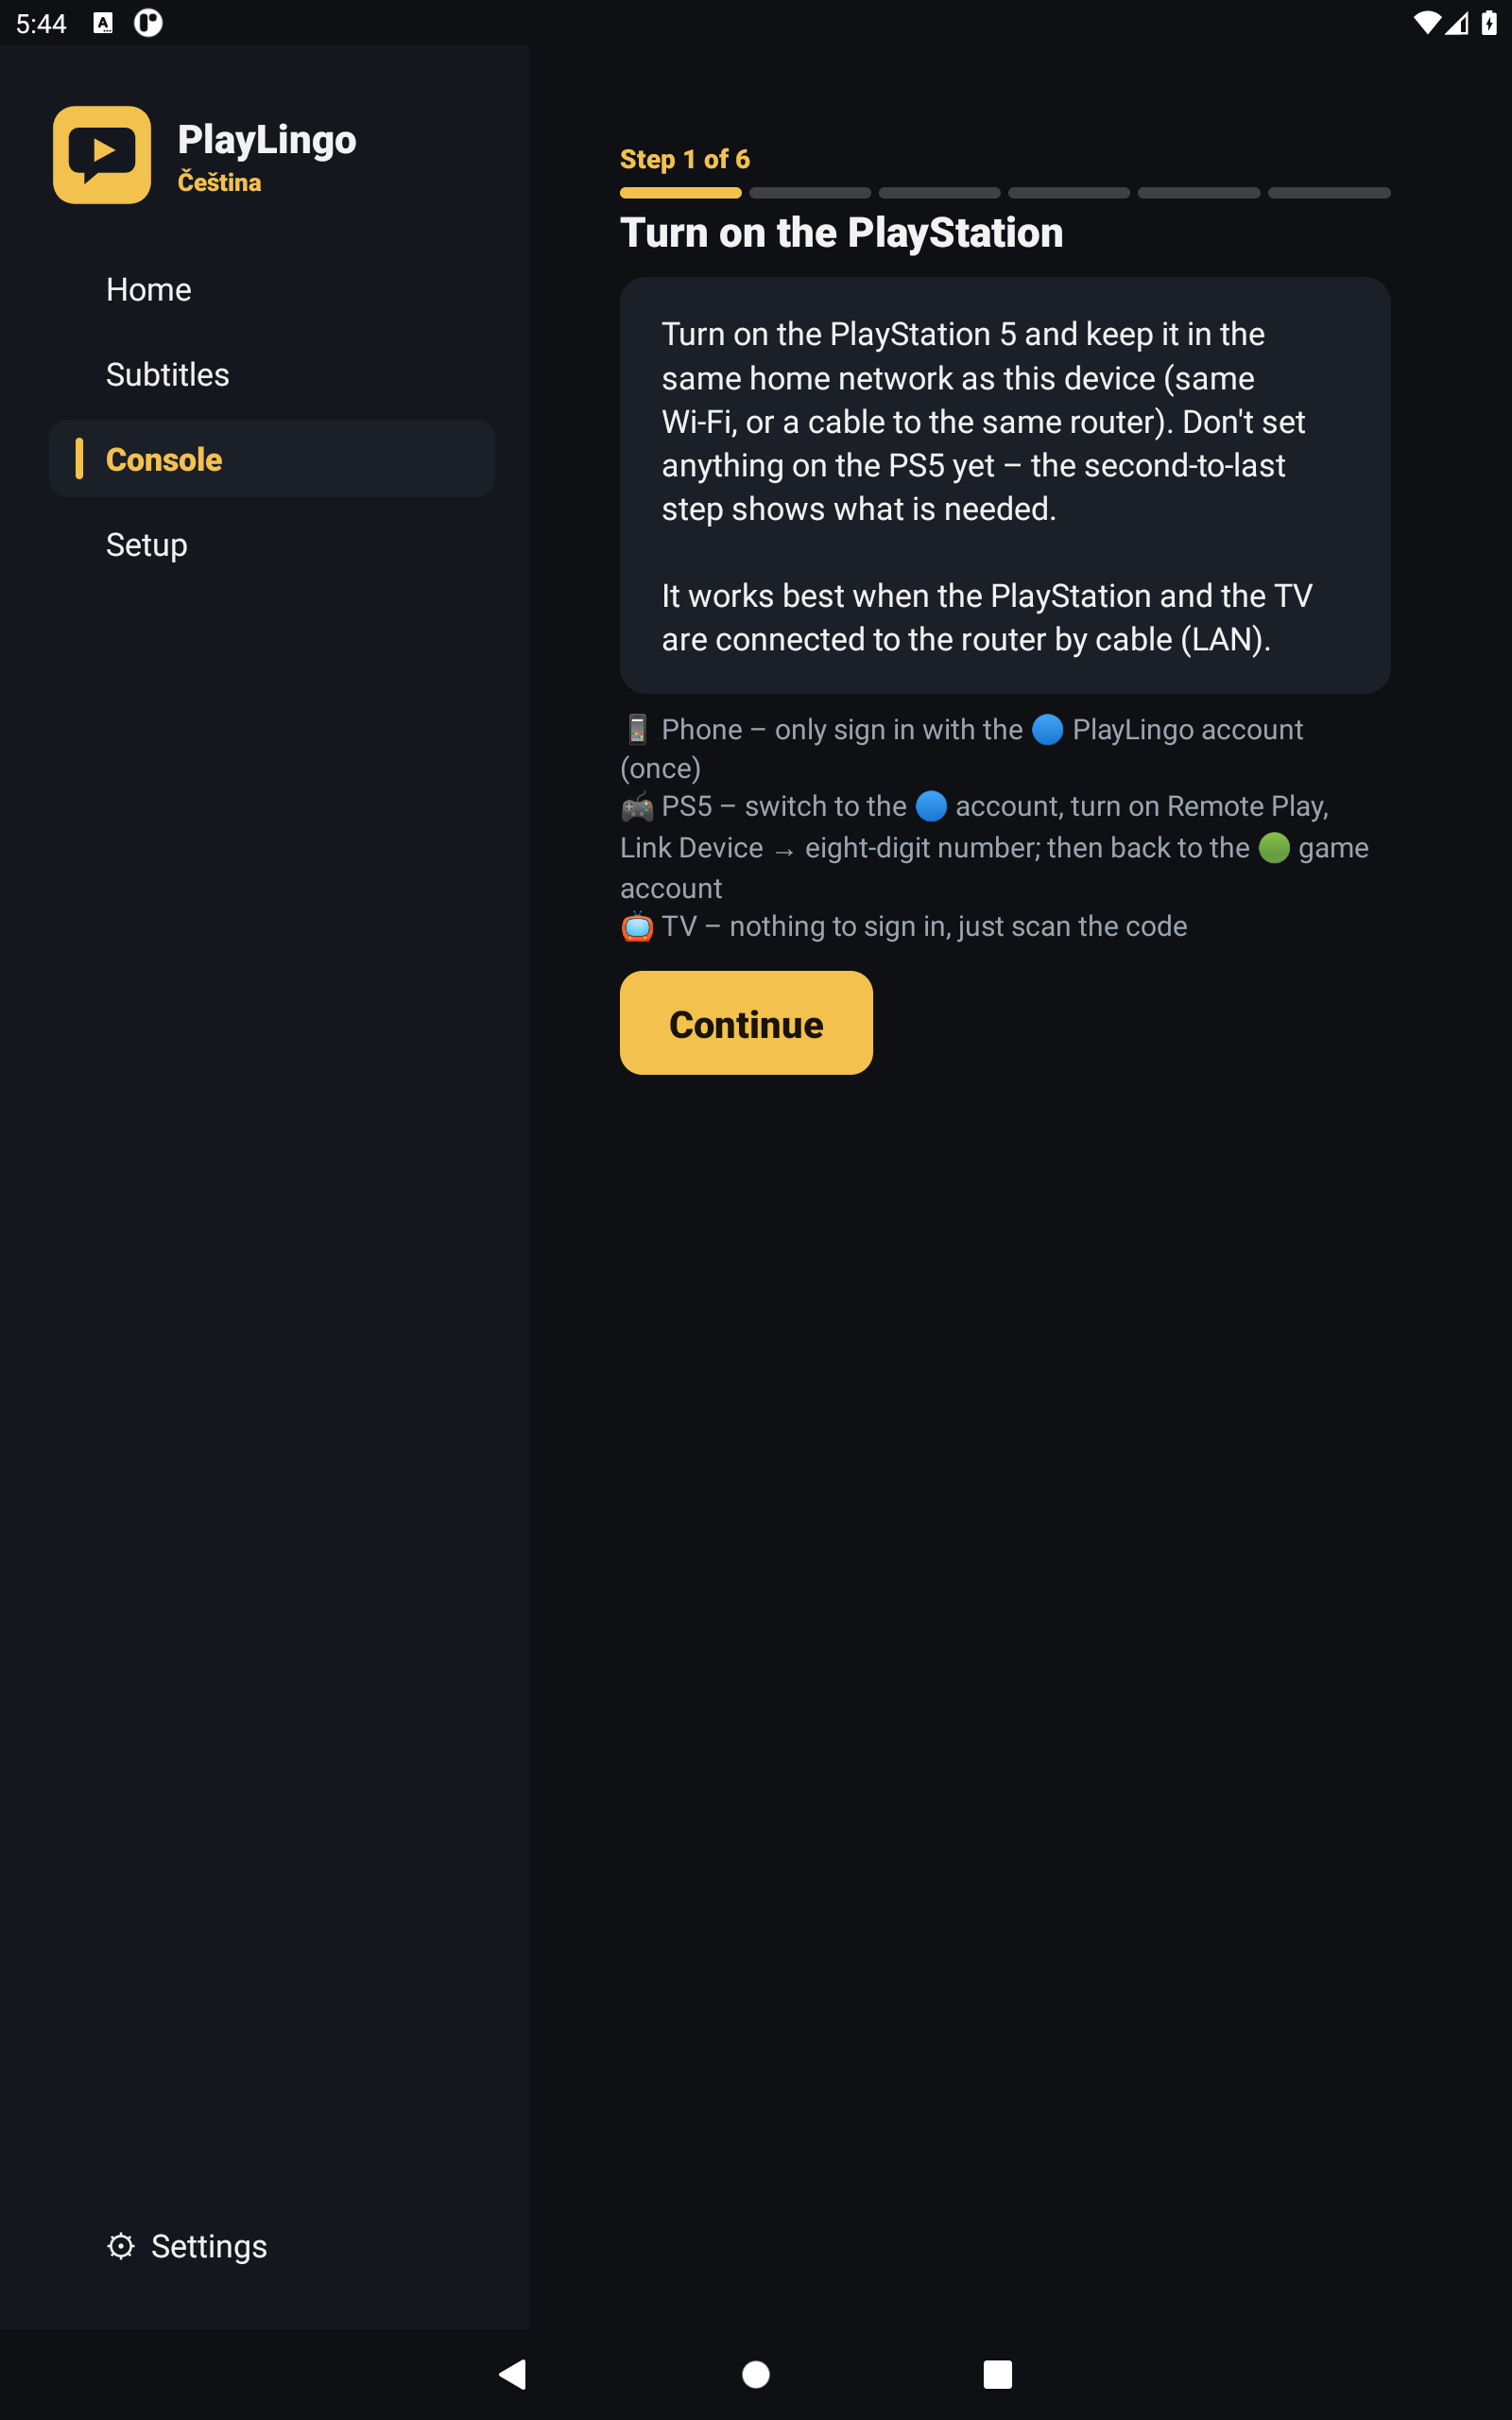 5:44
PlayLingo
Čeština
Home
Subtitles
Console
Setup
Settings
Step 1 of 6
Turn on the PlayStation
Turn on the PlayStation 5 and keep it in the
same home network as this device (same
Wi-Fi, or a cable to the same router). Don't set
anything on the PS5 yet – the second-to-last
step shows what is needed.
It works best when the PlayStation and the TV
are connected to the router by cable (LAN).
📱 Phone – only sign in with the 🔵 PlayLingo account
(once)
🎮 PS5 – switch to the 🔵 account, turn on Remote Play,
Link Device → eight-digit number; then back to the 🟢 game
account
📺 TV – nothing to sign in, just scan the code
Continue